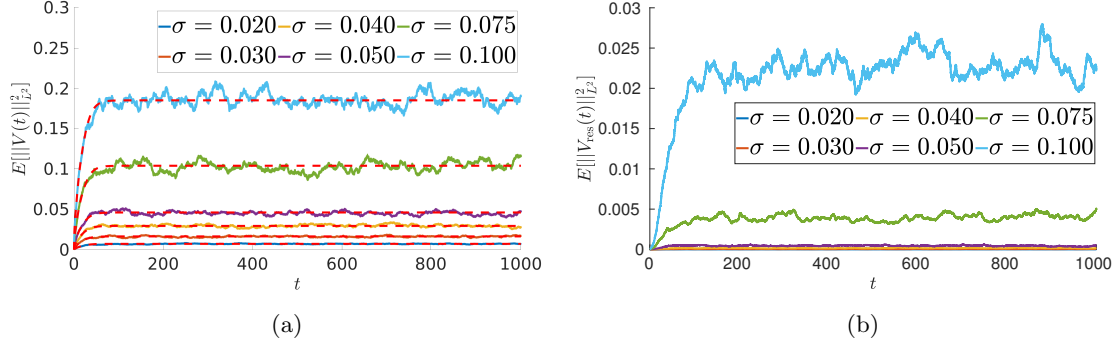 0.3
0.25
0.2
0.15
0.1
0.05
0
0 200 400 600 800 1000
t
E[||V(t)||²_{L²}]
σ = 0.020 σ = 0.040 σ = 0.075
σ = 0.030 σ = 0.050 σ = 0.100
(a)
0.03
0.025
0.02
0.015
0.01
0.005
0
0 200 400 600 800 1000
t
E[||V_res(t)||²_{L²}]
σ = 0.020 σ = 0.040 σ = 0.075
σ = 0.030 σ = 0.050 σ = 0.100
(b)